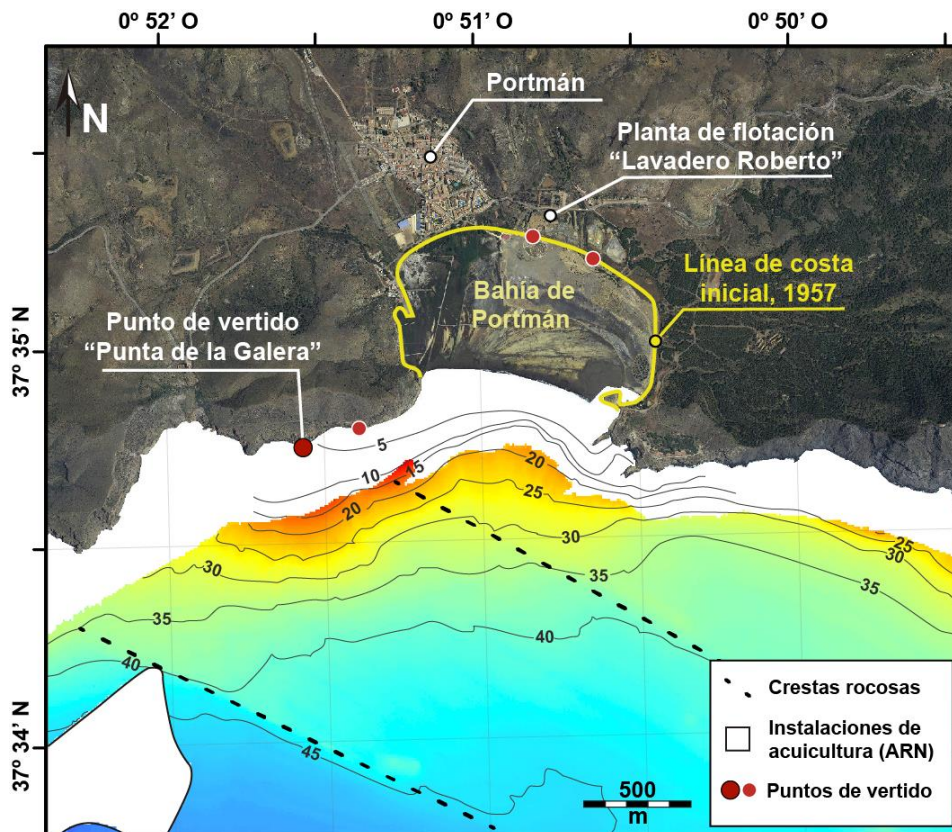 0º 52’ O
0º 51’ O
0º 50’ O
N
Portmán
Planta de flotación
“Lavadero Roberto”
Línea de costa
inicial, 1957
Bahía de
Portmán
Punto de vertido
“Punta de la Galera”
37º 35’ N
37º 34’ N
5
10
15
20
20
25
30
30
35
35
40
40
45
25
30
35
Crestas rocosas
Instalaciones de
acuicultura (ARN)
Puntos de vertido
500
m